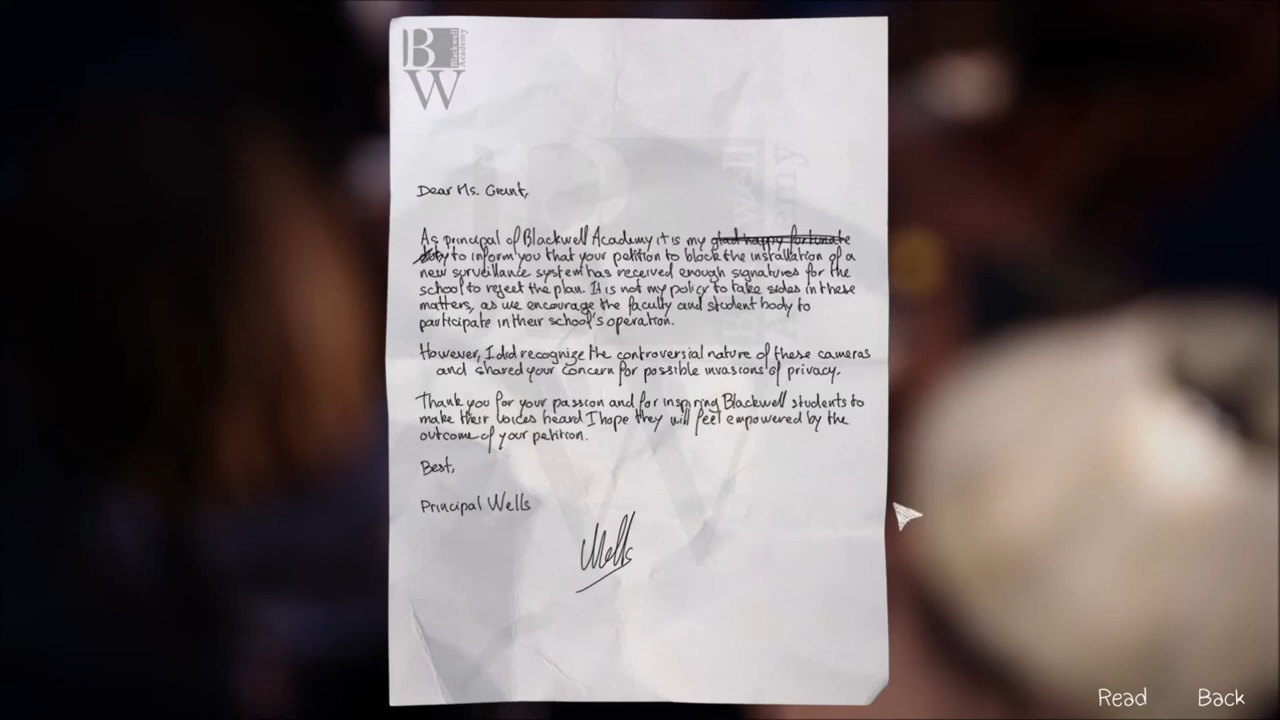 BW
Blackwell
Academy
Dear Ms. Grant,
As principal of Blackwell Academy it is my glad happy fortunate
duty to inform you that your petition to block the installation of a
new surveillance system has received enough signatures for the
school to reject the plan. It is not my policy to take sides in these
matters, as we encourage the faculty and student body to
participate in their school's operation.
However, I did recognize the controversial nature of these cameras
and shared your concern for possible invasions of privacy.
Thank you for your passion and for inspiring Blackwell students to
make their voices heard I hope they will feel empowered by the
outcome of your petition.
Best,
Principal Wells
Wells
Read Back